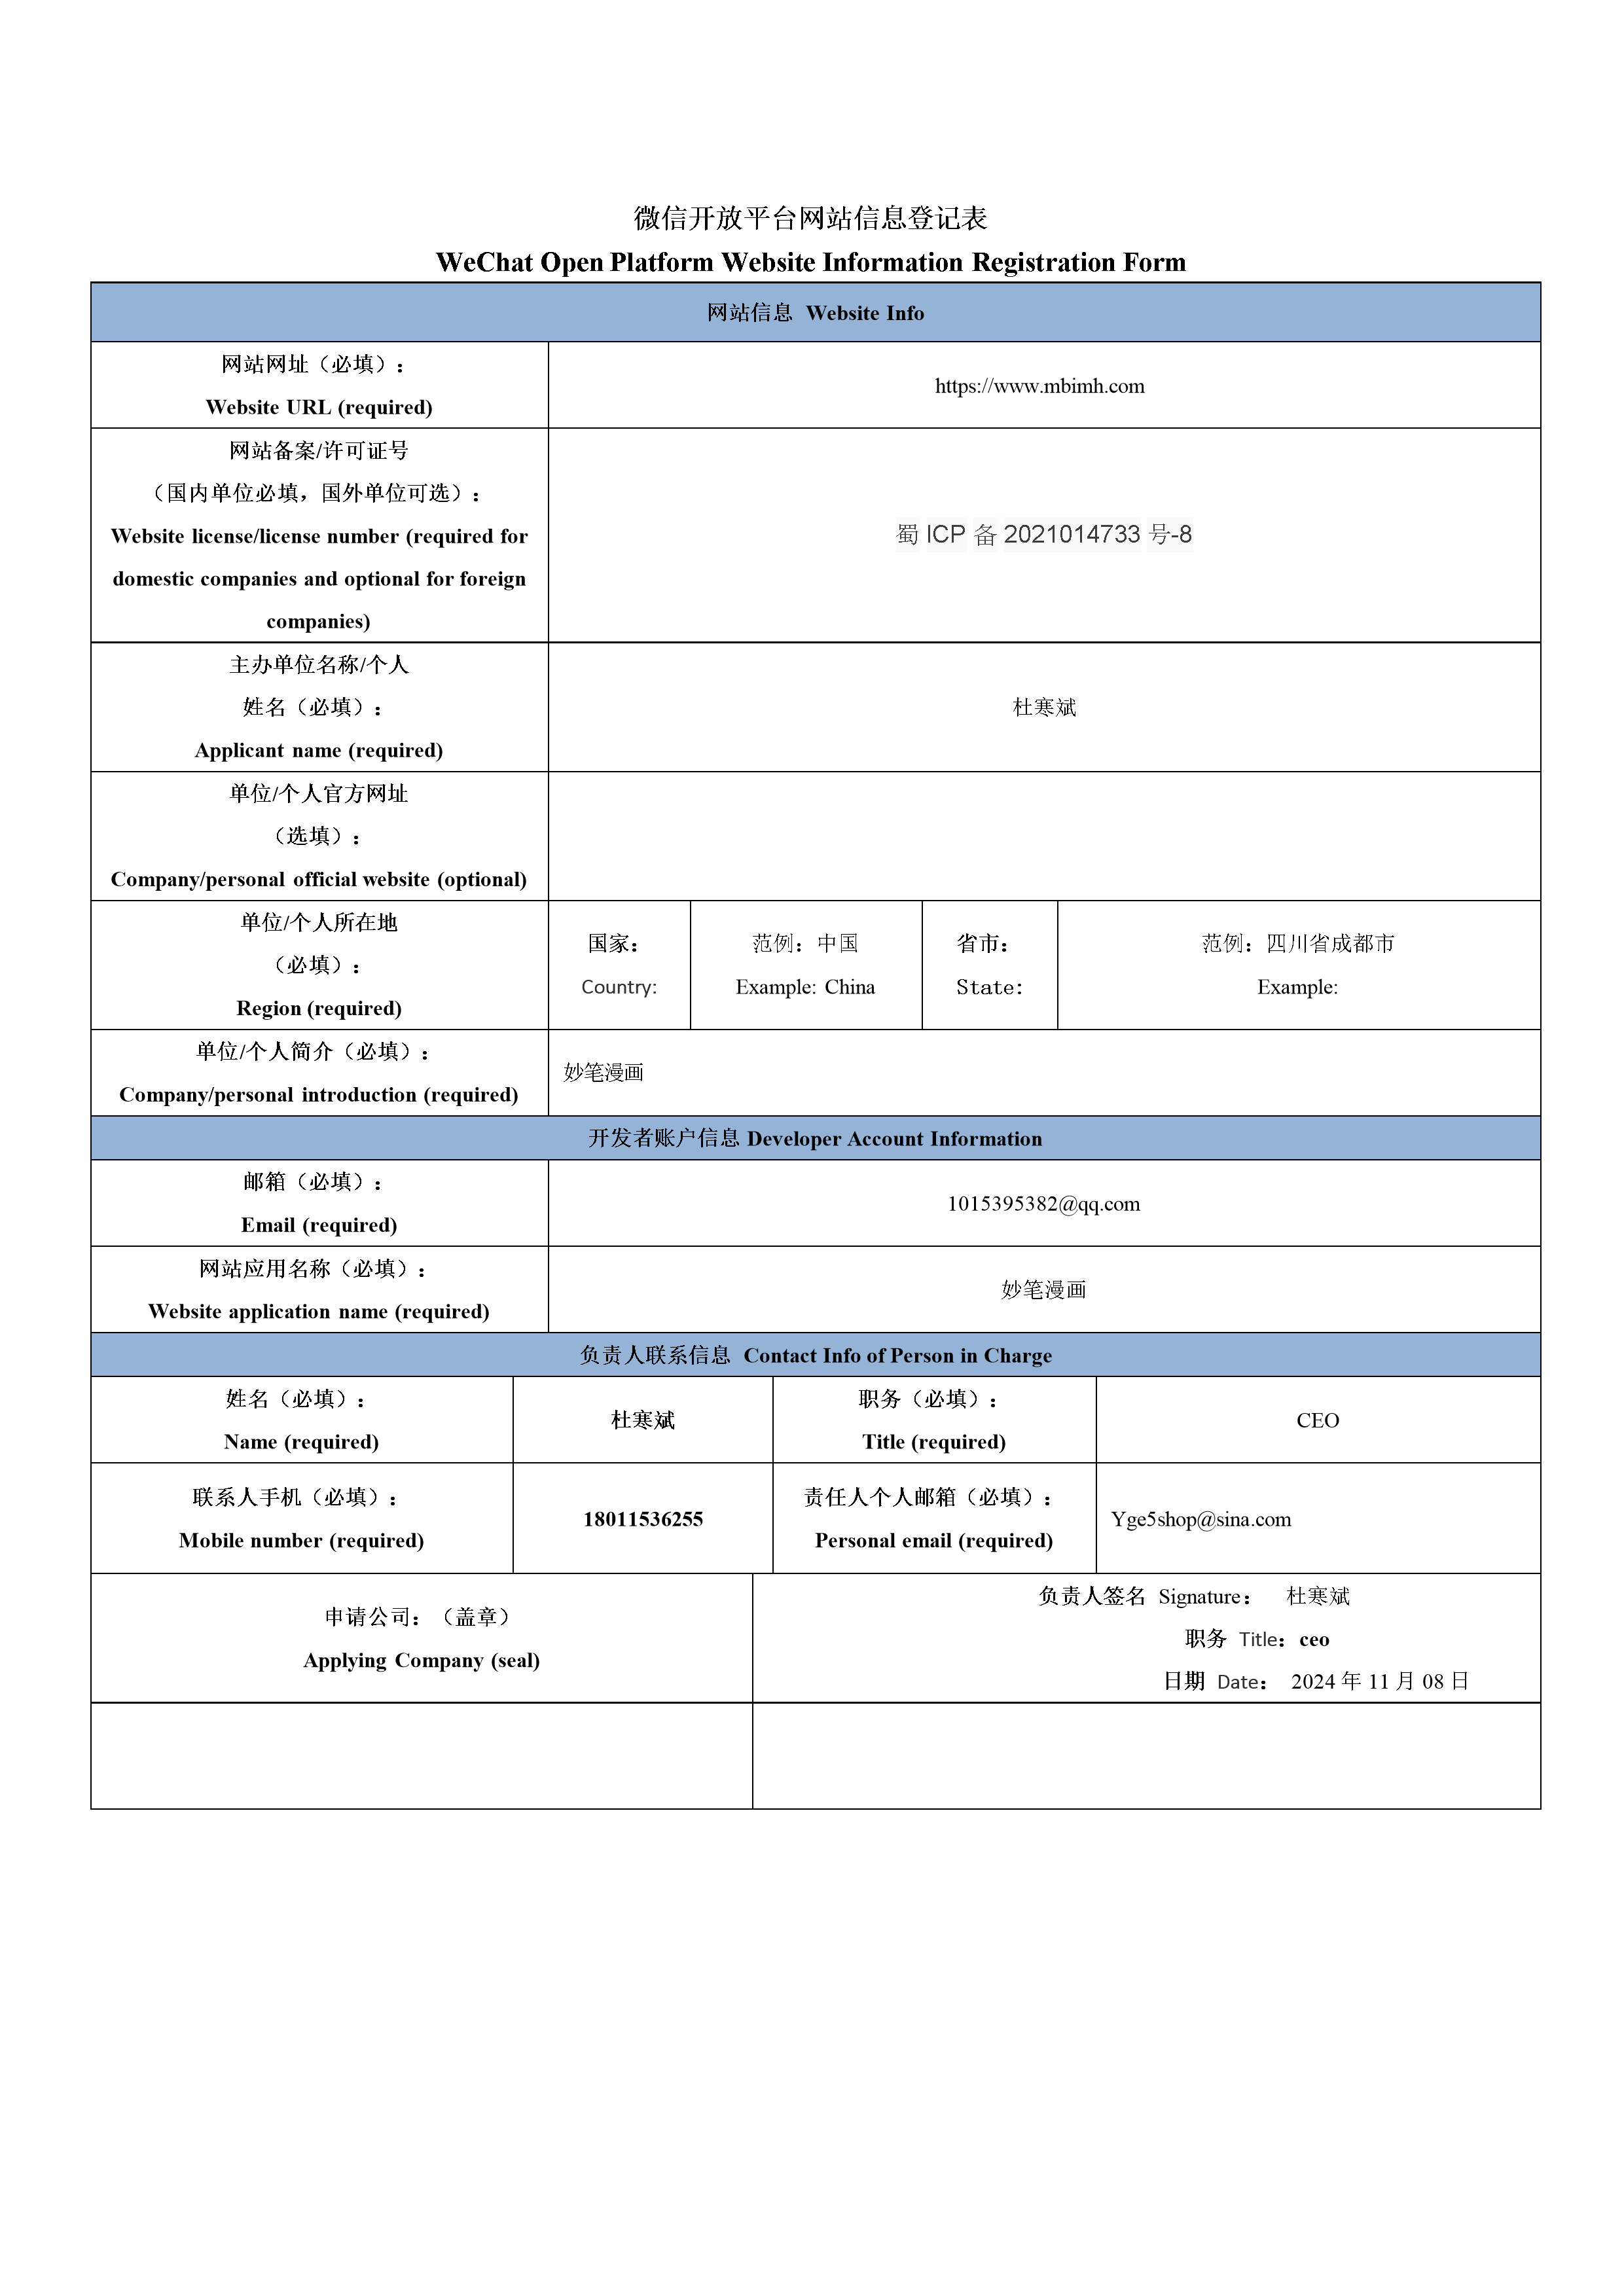 微信开放平台网站信息登记表
WeChat Open Platform Website Information Registration Form
网站信息 Website Info
网站网址（必填）：
Website URL (required)
https://www.mbimh.com
网站备案/许可证号
（国内单位必填，国外单位可选）：
Website license/license number (required for
domestic companies and optional for foreign
companies)
蜀 ICP 备 2021014733 号-8
主办单位名称/个人
姓名（必填）：
Applicant name (required)
杜寒斌
单位/个人官方网址
（选填）：
Company/personal official website (optional)
单位/个人所在地
（必填）：
Region (required)
国家：
Country:
范例：中国
Example: China
省市：
State:
范例：四川省成都市
Example:
单位/个人简介（必填）：
Company/personal introduction (required)
妙笔漫画
开发者账户信息 Developer Account Information
邮箱（必填）：
Email (required)
1015395382@qq.com
网站应用名称（必填）：
Website application name (required)
妙笔漫画
负责人联系信息 Contact Info of Person in Charge
姓名（必填）：
Name (required)
杜寒斌
职务（必填）：
Title (required)
CEO
联系人手机（必填）：
Mobile number (required)
18011536255
责任人个人邮箱（必填）：
Personal email (required)
Yge5shop@sina.com
申请公司：（盖章）
Applying Company (seal)
负责人签名 Signature： 杜寒斌
职务 Title：ceo
日期 Date： 2024 年 11 月 08 日